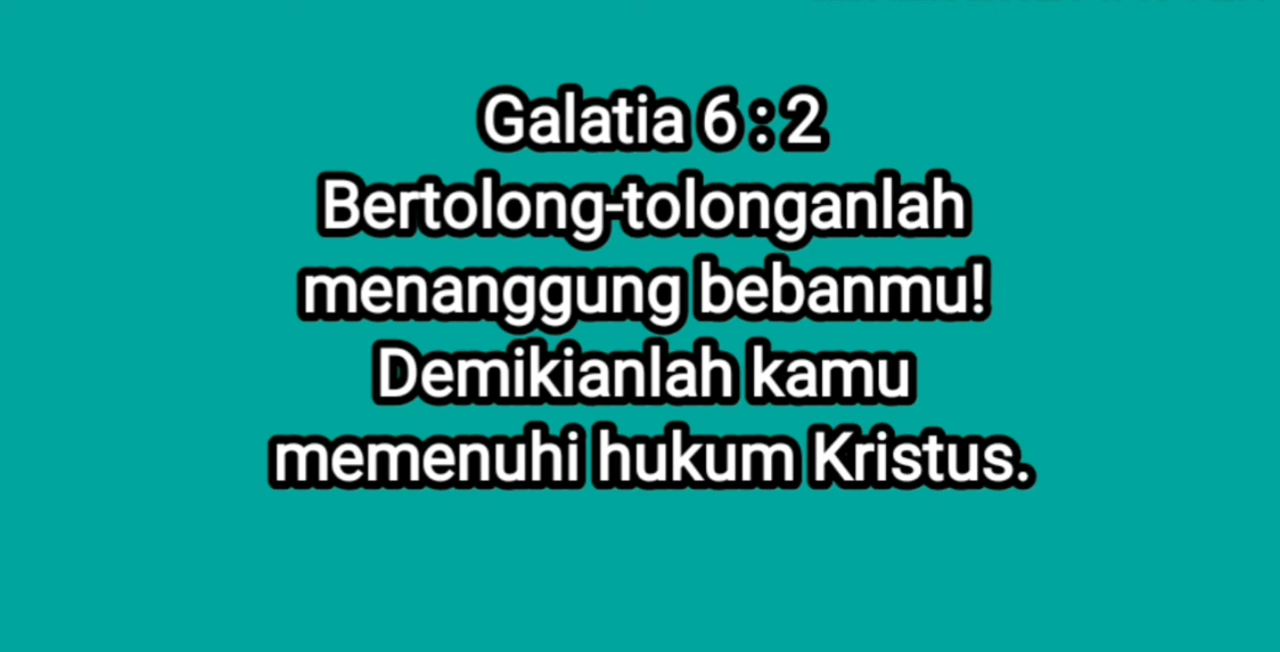 Galatia 6 : 2
Bertolong-tolonganlah
menanggung bebanmu!
Demikianlah kamu
memenuhi hukum Kristus.